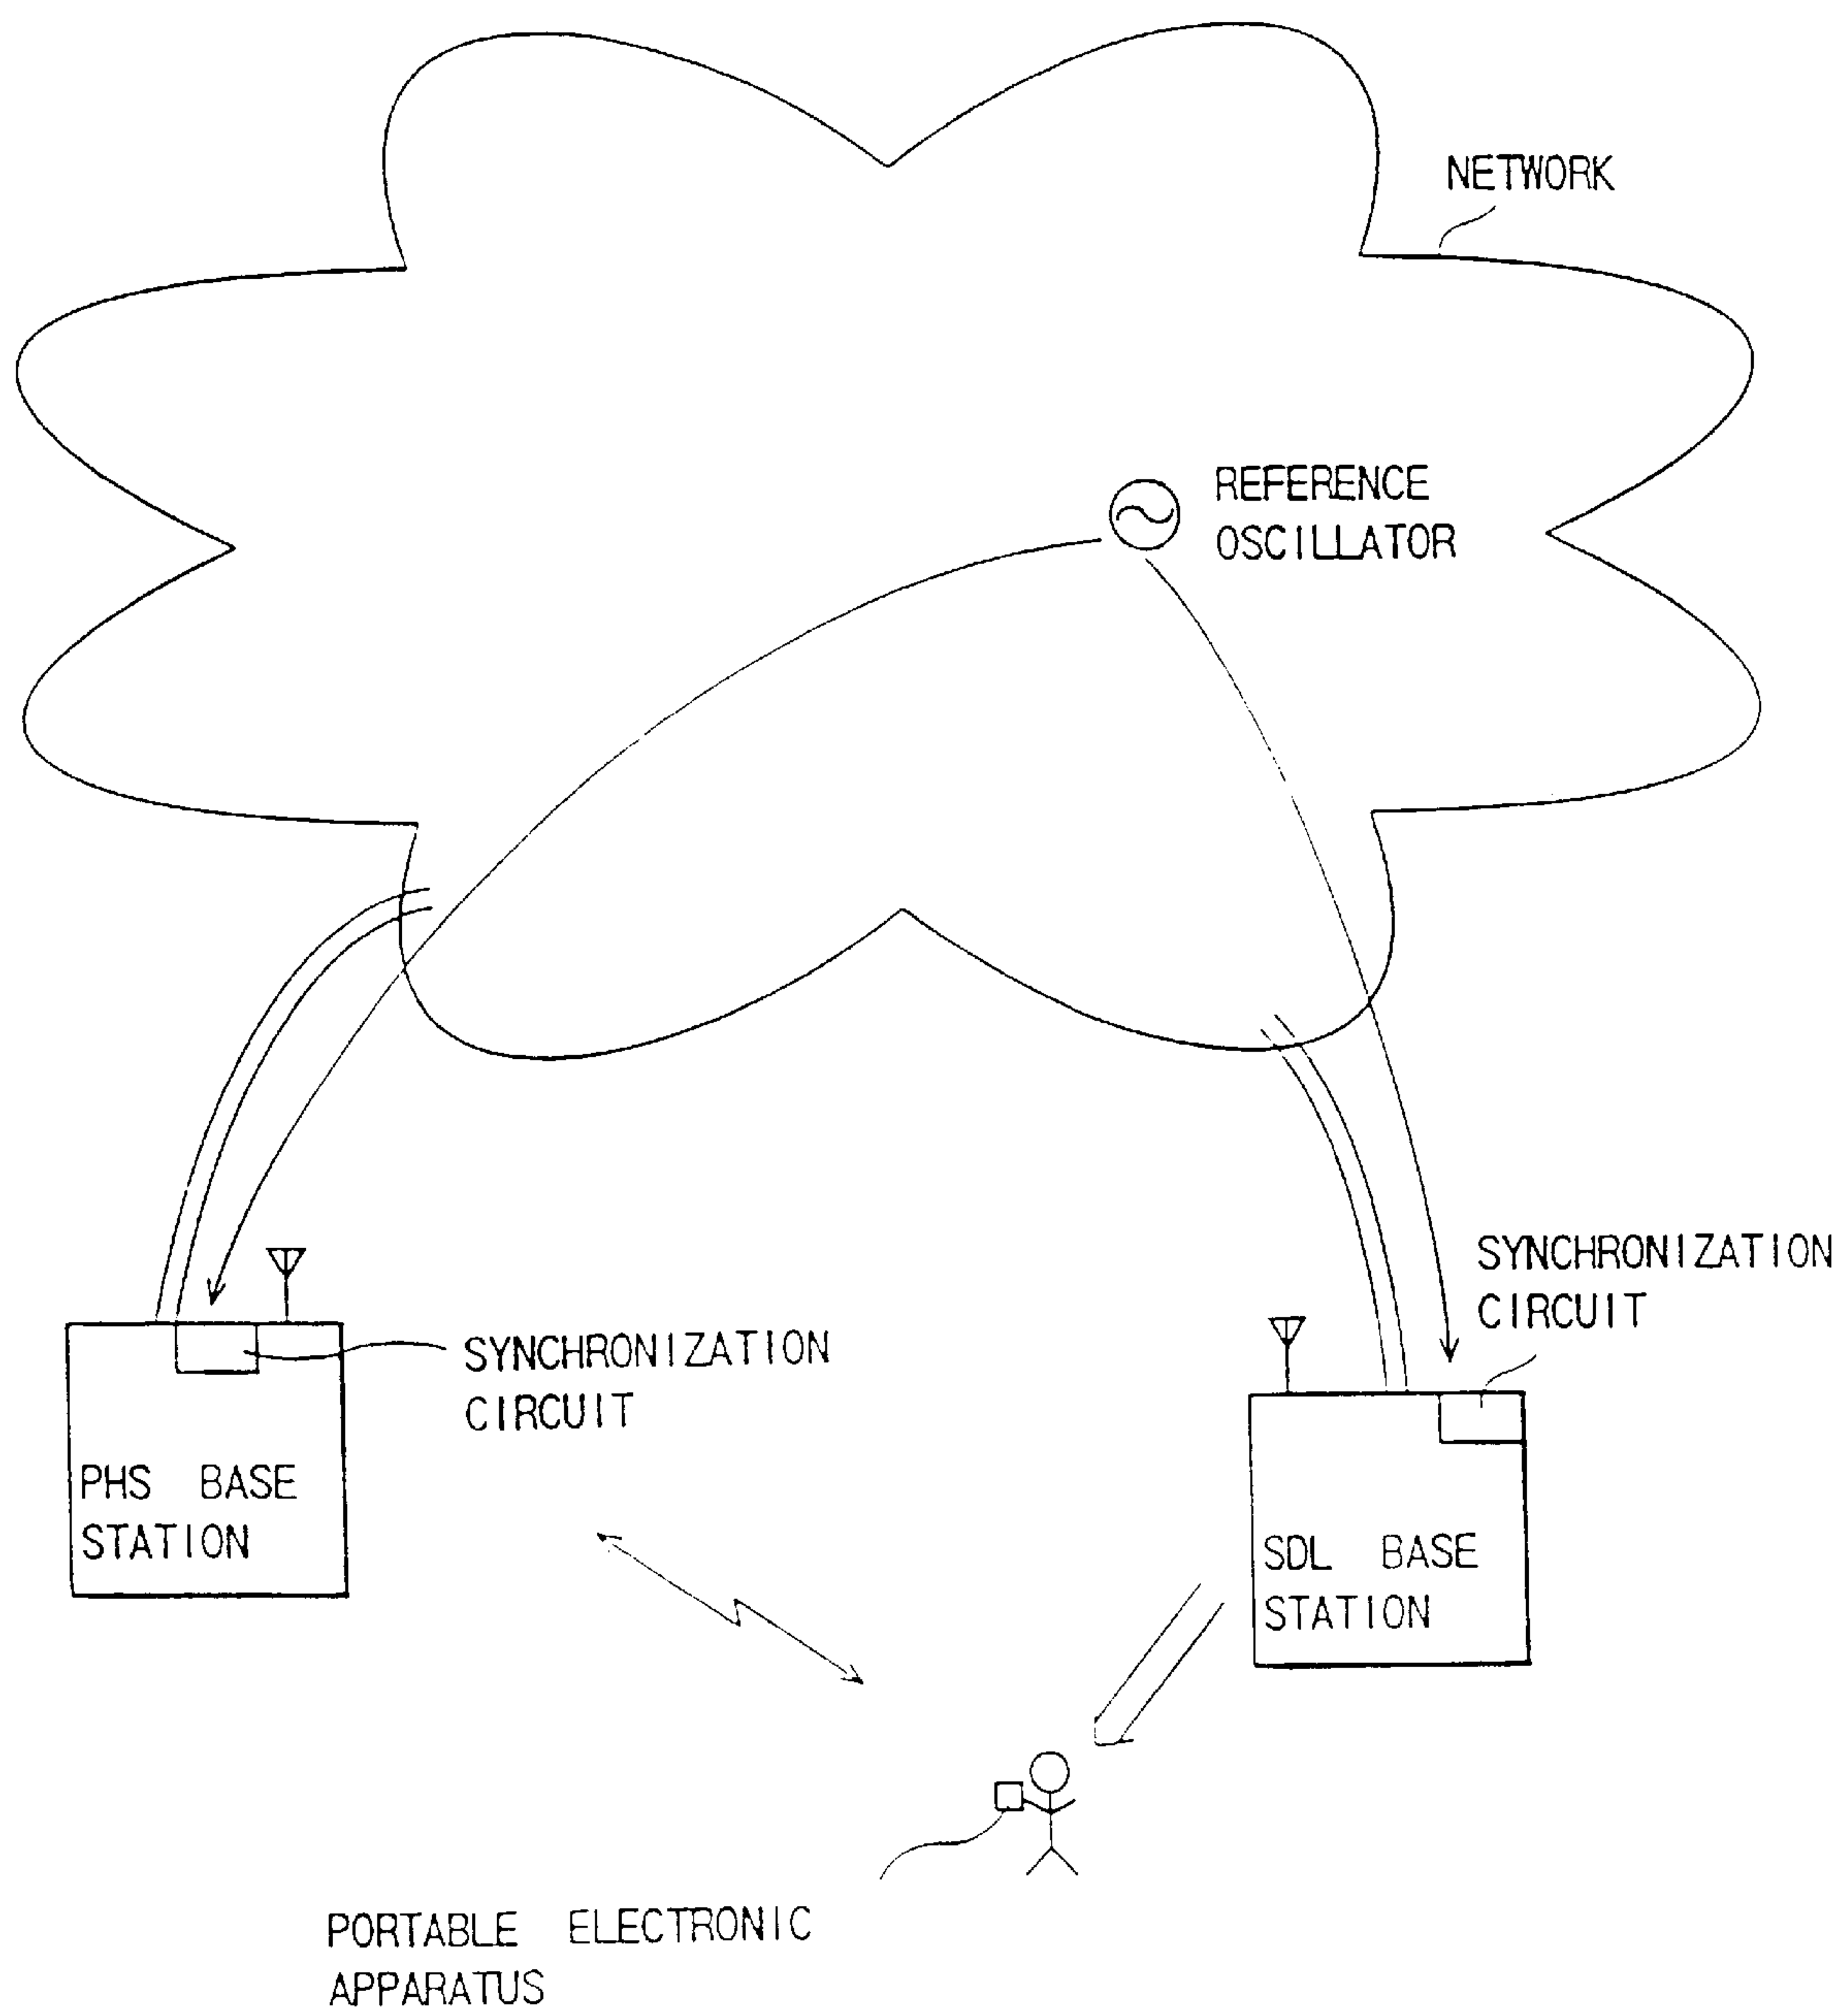 NETWORK
REFERENCE
OSCILLATOR
SYNCHRONIZATION
CIRCUIT
SYNCHRONIZATION
CIRCUIT
PHS BASE
STATION
SDL BASE
STATION
PORTABLE ELECTRONIC
APPARATUS